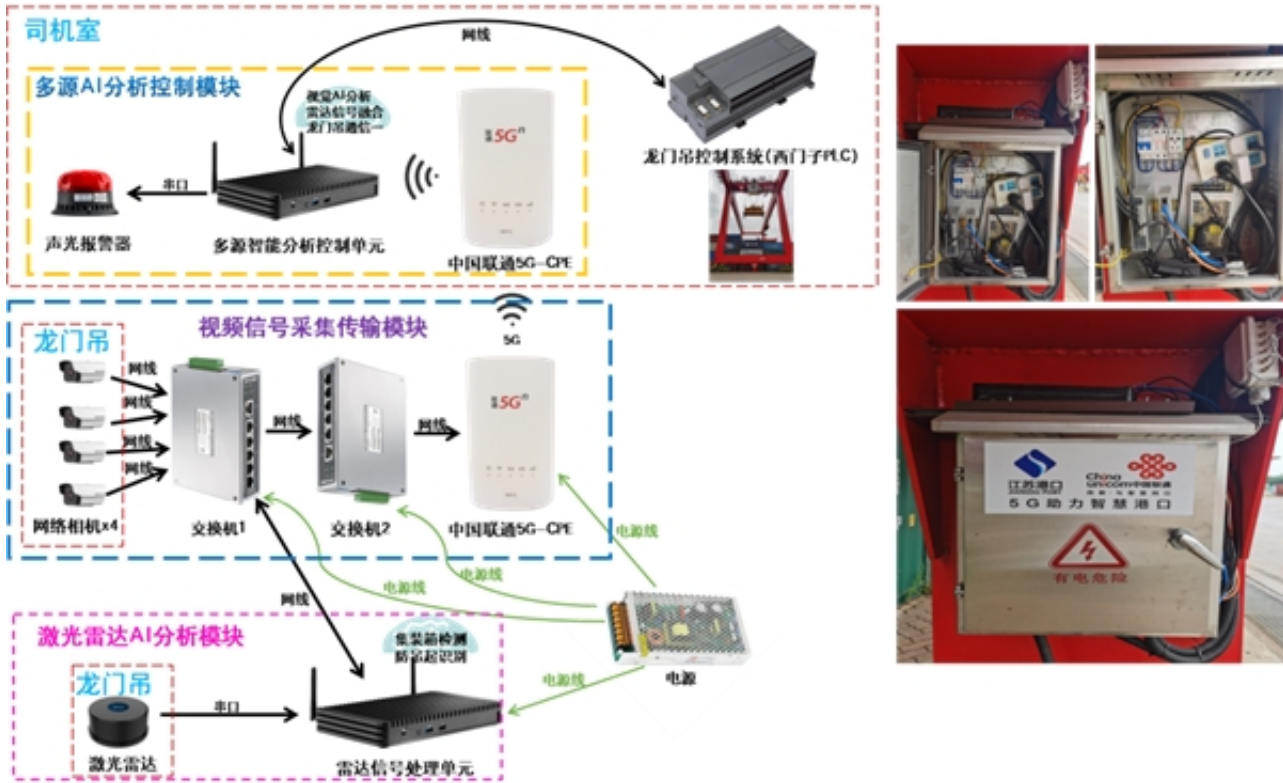 司机室
多源AI分析控制模块
视觉AI分析
雷达信号融合
龙门吊通信一
网线
5Gⁿ
串口
声光报警器
多源智能分析控制单元
中国联通5G-CPE
龙门吊控制系统(西门子PLC)
视频信号采集传输模块
5G
龙门吊
网线
网线
网线
网线
网线
网线
5Gⁿ
网络相机x4
交换机1
交换机2
中国联通5G-CPE
电源线
电源线
电源线
网线
激光雷达AI分析模块
集装箱检测
防吊起识别
龙门吊
串口
电源线
电源
激光雷达
雷达信号处理单元
江苏港口
JIANGSU PORT
China
unicom中国联通
5G助力智慧港口
有电危险